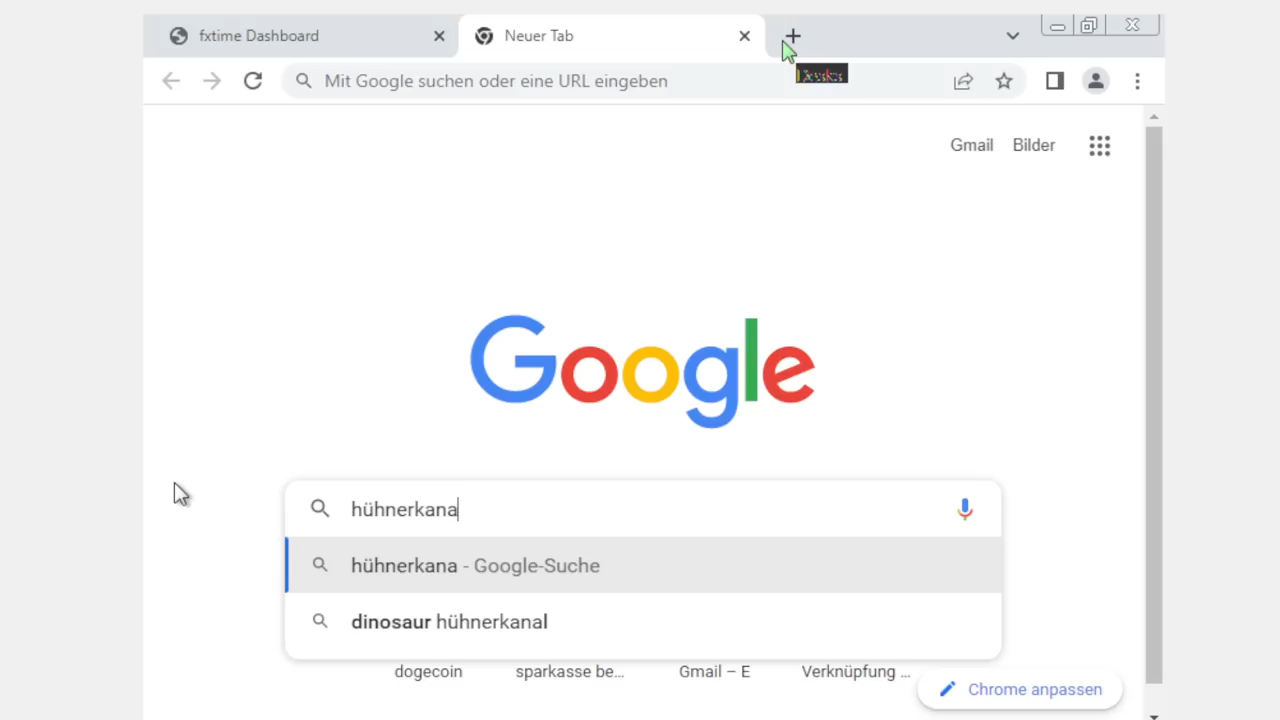 fxtime Dashboard
Neuer Tab
Mit Google suchen oder eine URL eingeben
Gmail Bilder
Google
hühnerkana
hühnerkana - Google-Suche
dinosaur hühnerkanal
dogecoin sparkasse be... Gmail – E Verknüpfung ...
Chrome anpassen